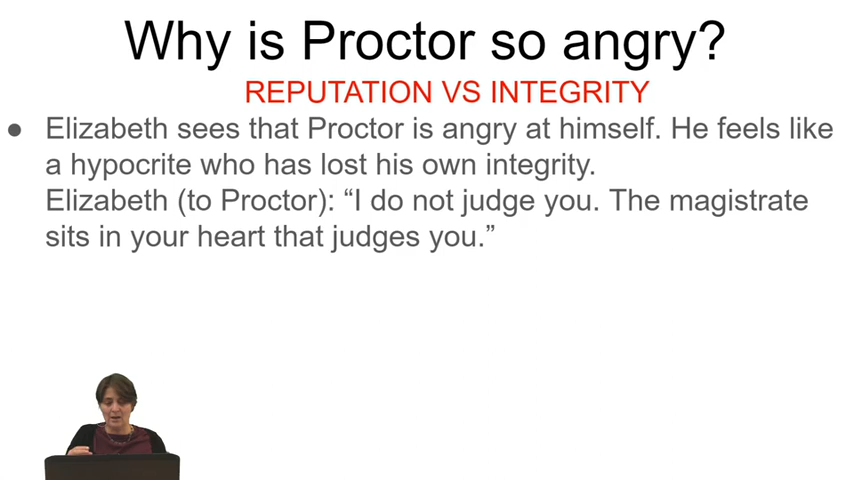 Why is Proctor so angry?
REPUTATION VS INTEGRITY
● Elizabeth sees that Proctor is angry at himself. He feels like
a hypocrite who has lost his own integrity.
Elizabeth (to Proctor): “I do not judge you. The magistrate
sits in your heart that judges you.”